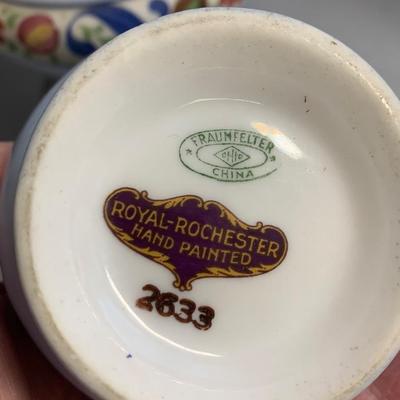 FRAUNFELTER
OHIO
CHINA
ROYAL-ROCHESTER
HAND PAINTED
2633